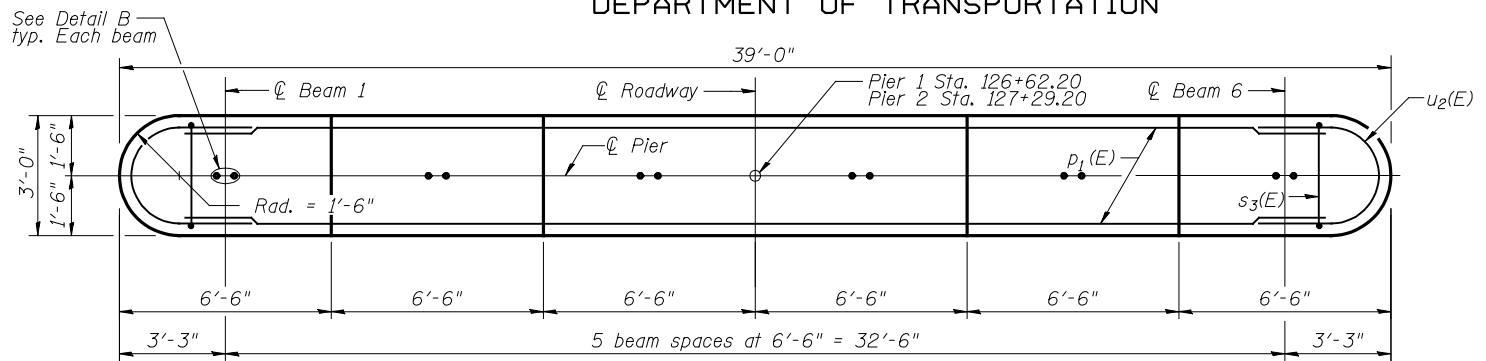 DEPARTMENT OF TRANSPORTATION
See Detail B
typ. Each beam
39'-0"
℄ Beam 1
℄ Roadway
Pier 1 Sta. 126+62.20
Pier 2 Sta. 127+29.20
℄ Beam 6
u2(E)
3'-0"
1'-6"
1'-6"
℄ Pier
p1(E)
Rad. = 1'-6"
s3(E)
6'-6"
6'-6"
6'-6"
6'-6"
6'-6"
6'-6"
3'-3"
5 beam spaces at 6'-6" = 32'-6"
3'-3"